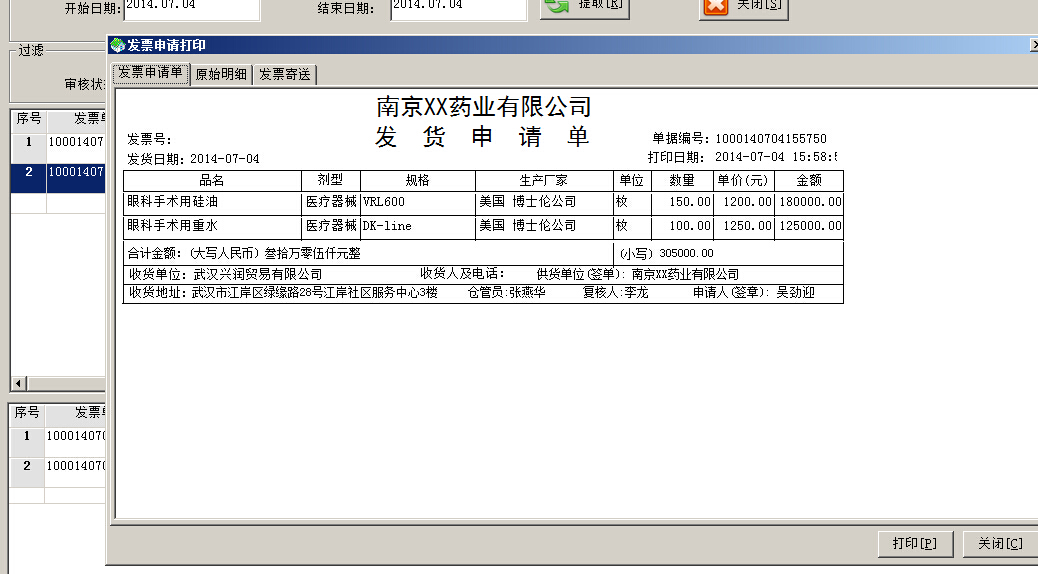 开始日期: 2014.07.04 结束日期: 2014.07.04 提取[R] 关闭[S]
过滤
审核状
序号 发票单
1 10001407
2 10001407
序号 发票单
1 10001407
2 10001407
发票申请打印
发票申请单 原始明细 发票寄送
南京XX药业有限公司
发 货 申 请 单
发票号: 单据编号: 1000140704155750
发货日期: 2014-07-04 打印日期: 2014-07-04 15:58:
品名 剂型 规格 生产厂家 单位 数量 单价(元) 金额
眼科手术用硅油 医疗器械 VRL600 美国 博士伦公司 枚 150.00 1200.00 180000.00
眼科手术用重水 医疗器械 DK-line 美国 博士伦公司 枚 100.00 1250.00 125000.00
合计金额: (大写人民币) 叁拾万零伍仟元整 (小写) 305000.00
收货单位: 武汉兴润贸易有限公司 收货人及电话: 供货单位(签单): 南京XX药业有限公司
收货地址: 武汉市江岸区绿缘路28号江岸社区服务中心3楼 仓管员:张燕华 复核人:李龙 申请人(签章): 吴劲迎
打印[P] 关闭[C]